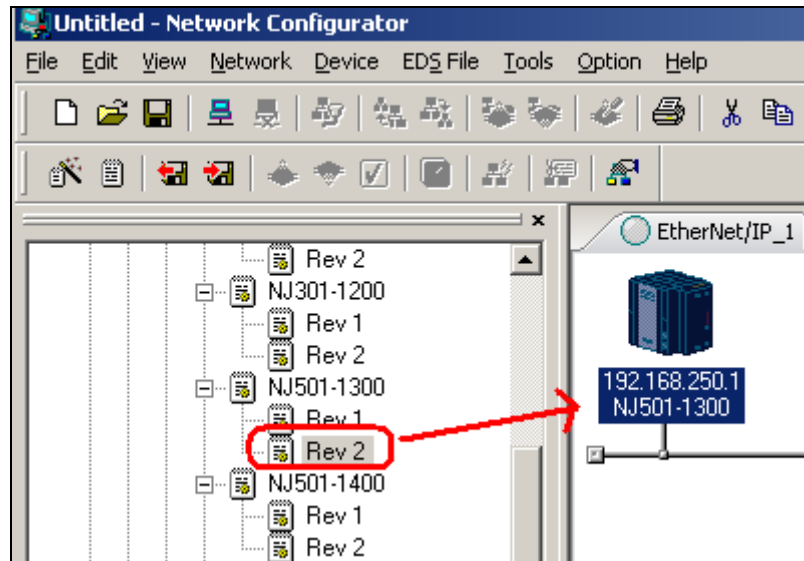 Untitled - Network Configurator
File Edit View Network Device EDS File Tools Option Help
EtherNet/IP_1
Rev 2
NJ301-1200
Rev 1
Rev 2
NJ501-1300
Rev 1
Rev 2
NJ501-1400
Rev 1
Rev 2
192.168.250.1
NJ501-1300